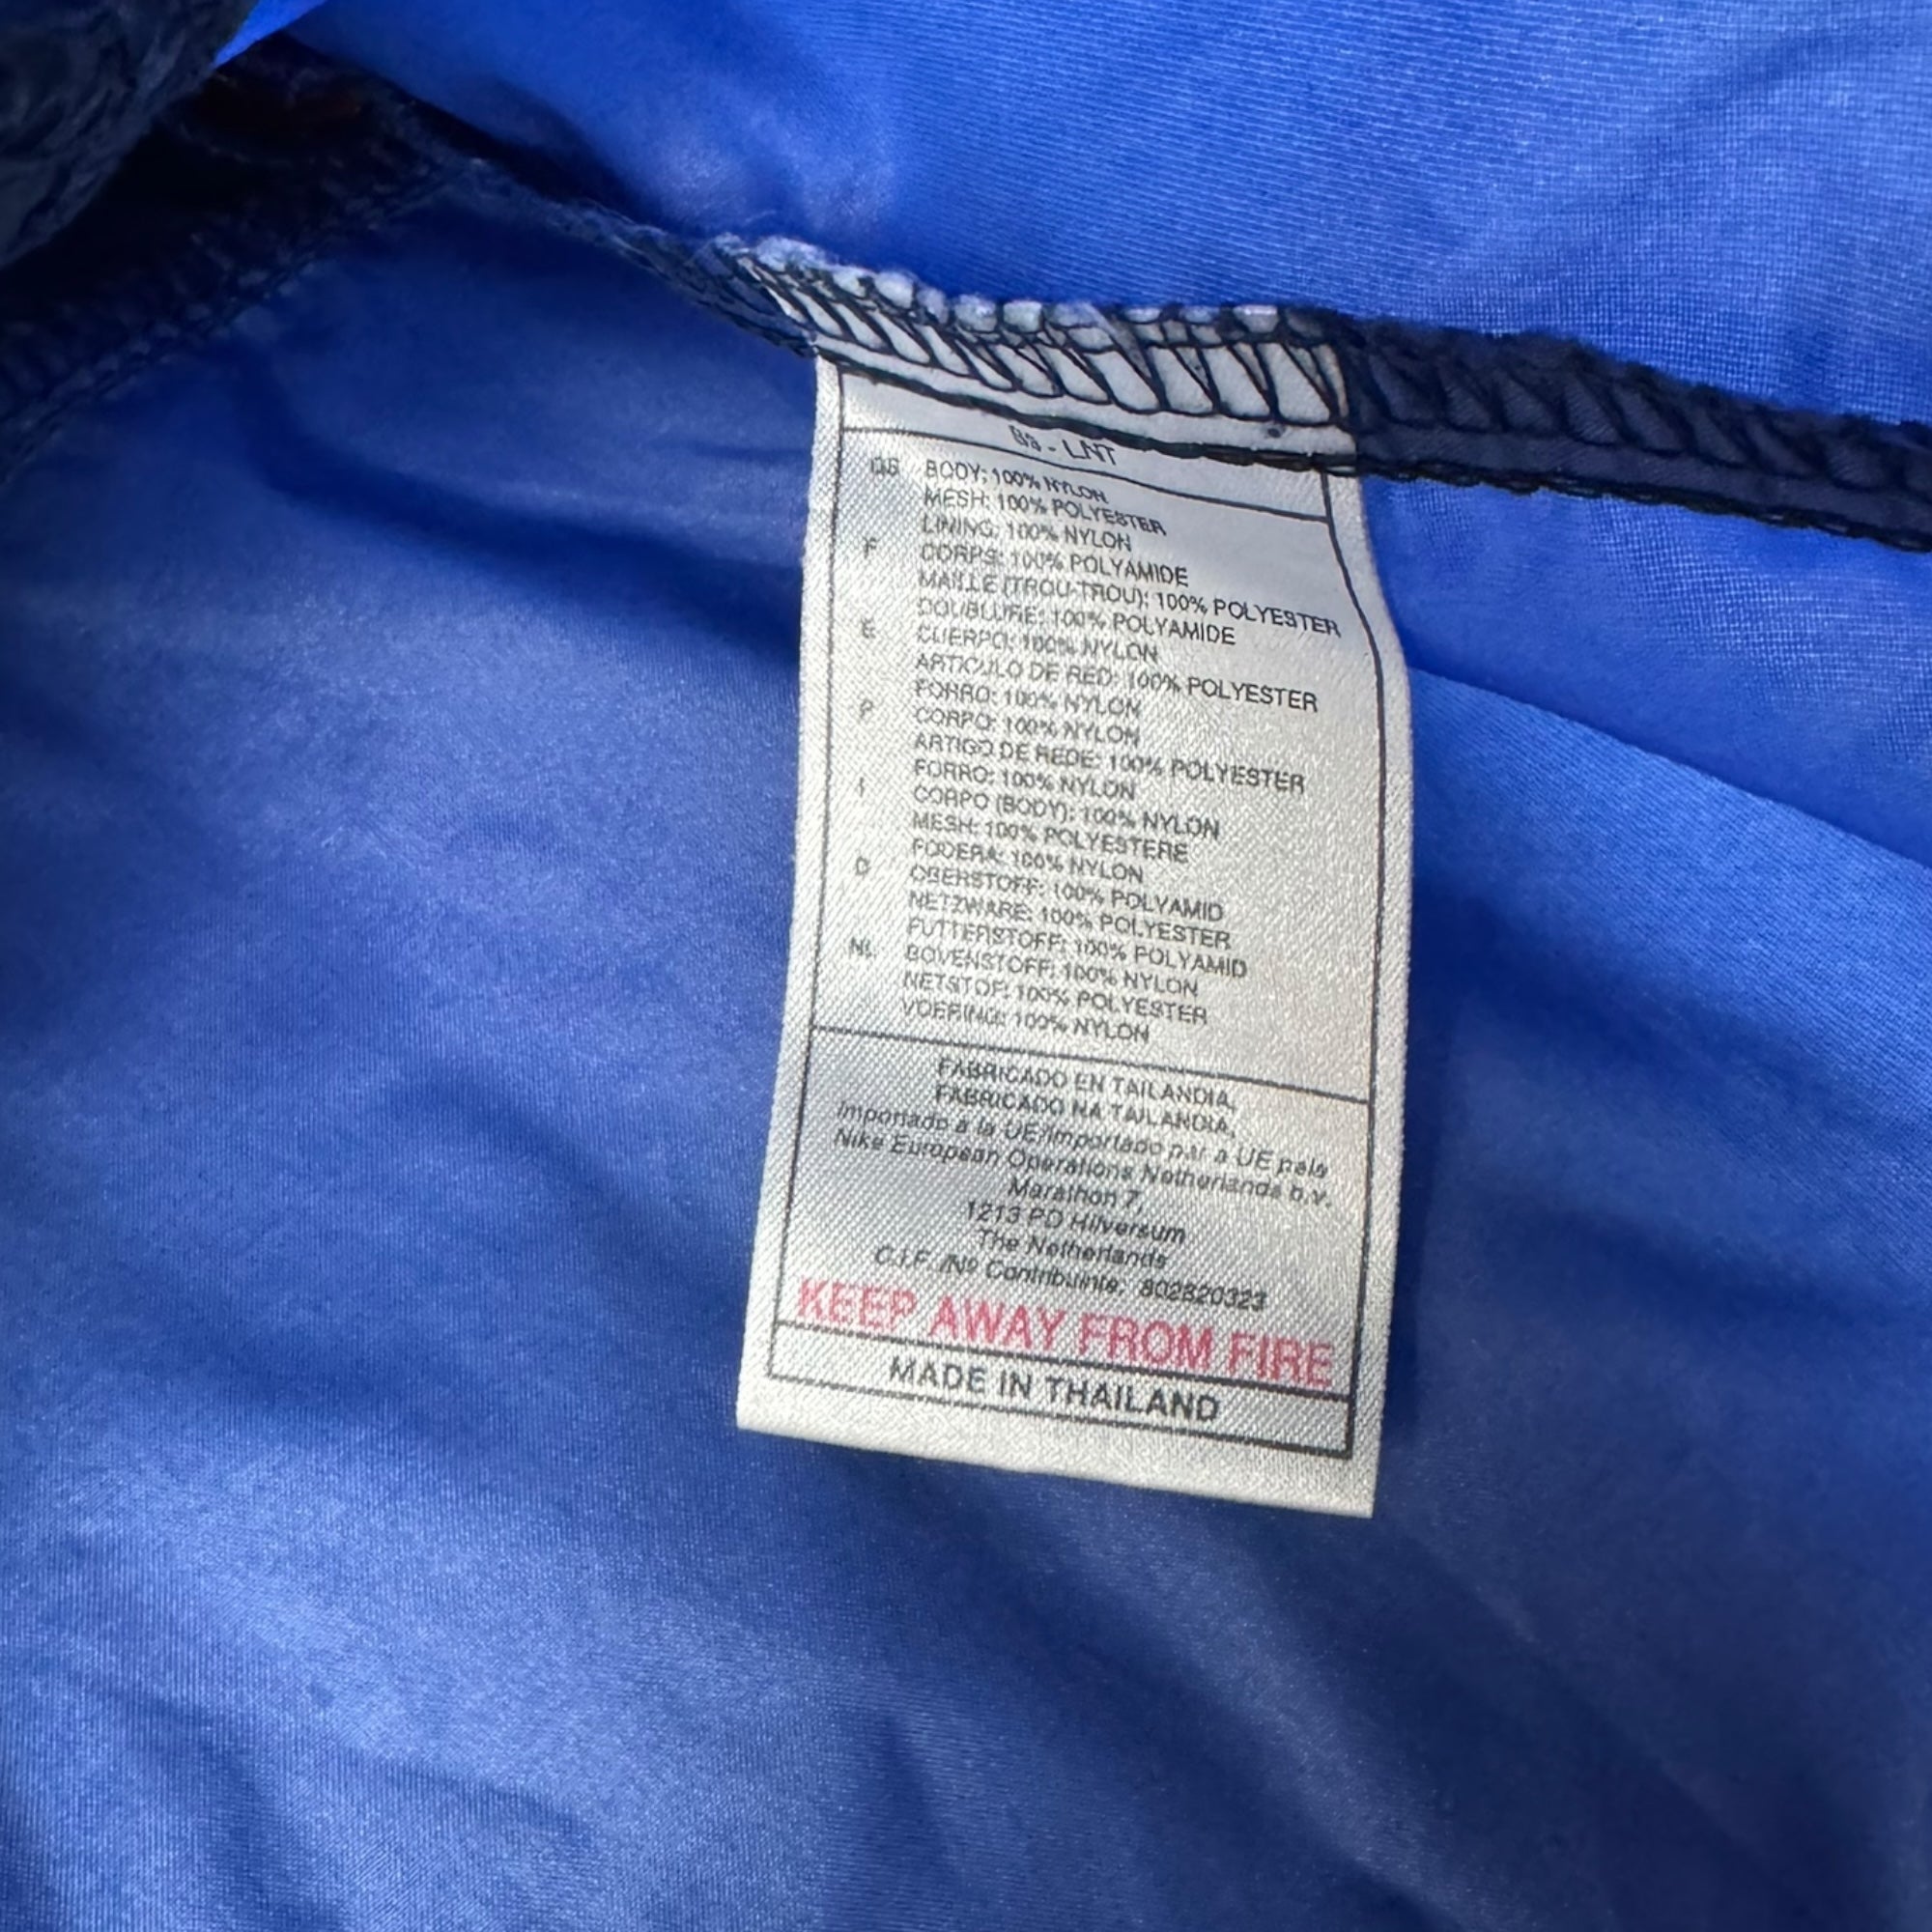 - LNT
GB BODY: 100% NYLON
MESH: 100% POLYESTER
LINING: 100% NYLON
F CORPS: 100% POLYAMIDE
MAILLE (TROU-TROU): 100% POLYESTER
DOUBLURE: 100% POLYAMIDE
E CUERPO: 100% NYLON
ARTICULO DE RED: 100% POLYESTER
FORRO: 100% NYLON
P CORPO: 100% NYLON
ARTIGO DE REDE: 100% POLYESTER
FORRO: 100% NYLON
I CORPO (BODY): 100% NYLON
MESH: 100% POLYESTERE
FODERA: 100% NYLON
D OBERSTOFF: 100% POLYAMID
NETZWARE: 100% POLYESTER
FUTTERSTOFF: 100% POLYAMID
NL BOVENSTOFF: 100% NYLON
NETSTOF: 100% POLYESTER
VOERING: 100% NYLON
FABRICADO EN TAILANDIA,
FABRICADO NA TAILANDIA,
Importado a la UE/Importado par a UE pela
Nike European Operations Netherlands b.v.
Marathon 7,
1213 PD Hilversum
The Netherlands
C.I.F. /Nº Contribuinte: 802820323
KEEP AWAY FROM FIRE
MADE IN THAILAND